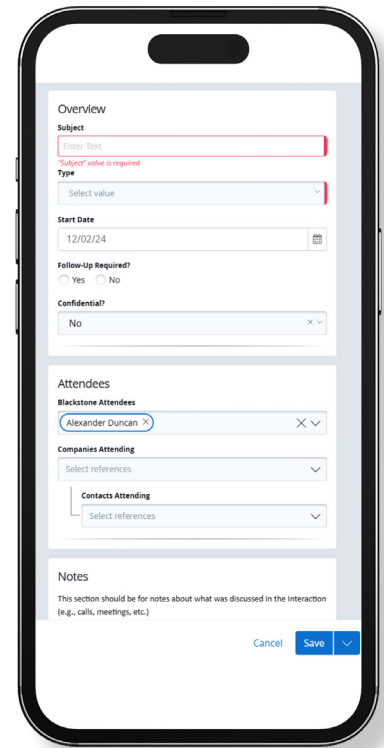 Overview
Subject
Enter Text
"Subject" value is required
Type
Select value
Start Date
12/02/24
Follow-Up Required?
Yes No
Confidential?
No
Attendees
Blackstone Attendees
Alexander Duncan
Companies Attending
Select references
Contacts Attending
Select references
Notes
This section should be for notes about what was discussed in the Interaction
(e.g., calls, meetings, etc.)
Cancel Save